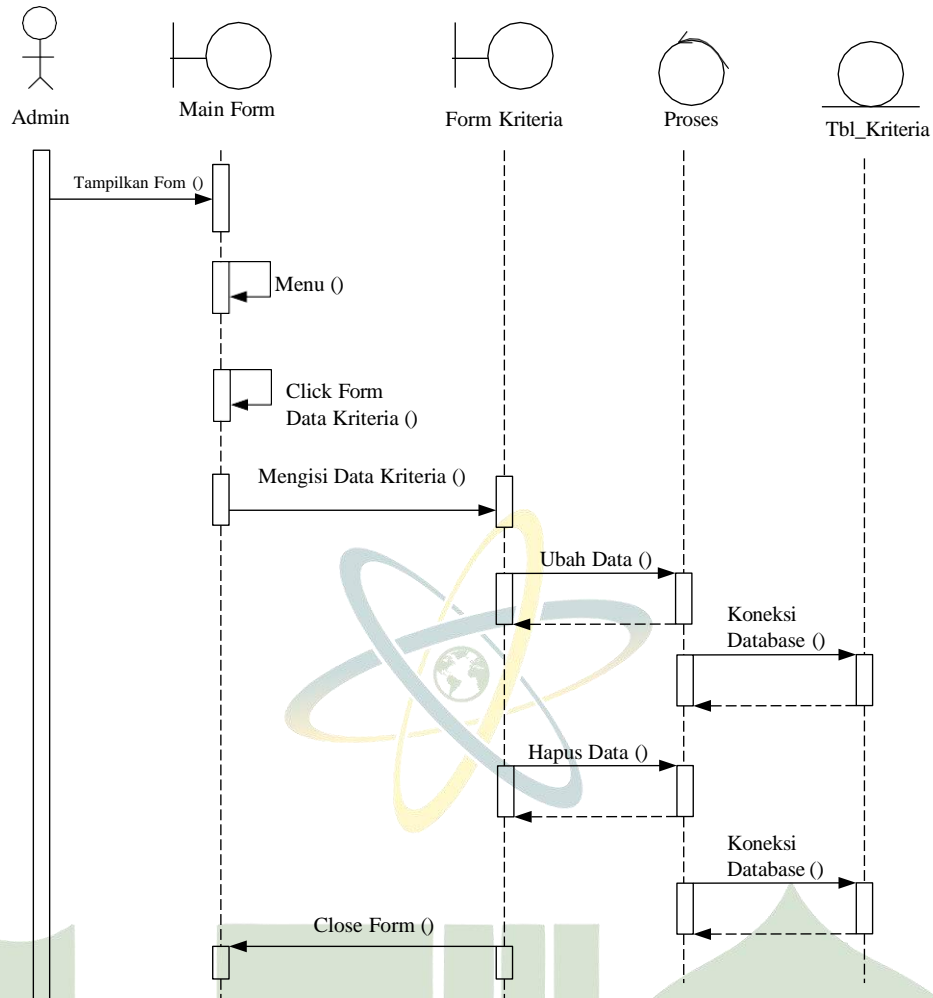 Admin
Main Form
Form Kriteria
Proses
Tbl_Kriteria
Tampilkan Fom ()
Menu ()
Click Form
Data Kriteria ()
Mengisi Data Kriteria ()
Ubah Data ()
Koneksi
Database ()
Hapus Data ()
Koneksi
Database ()
Close Form ()